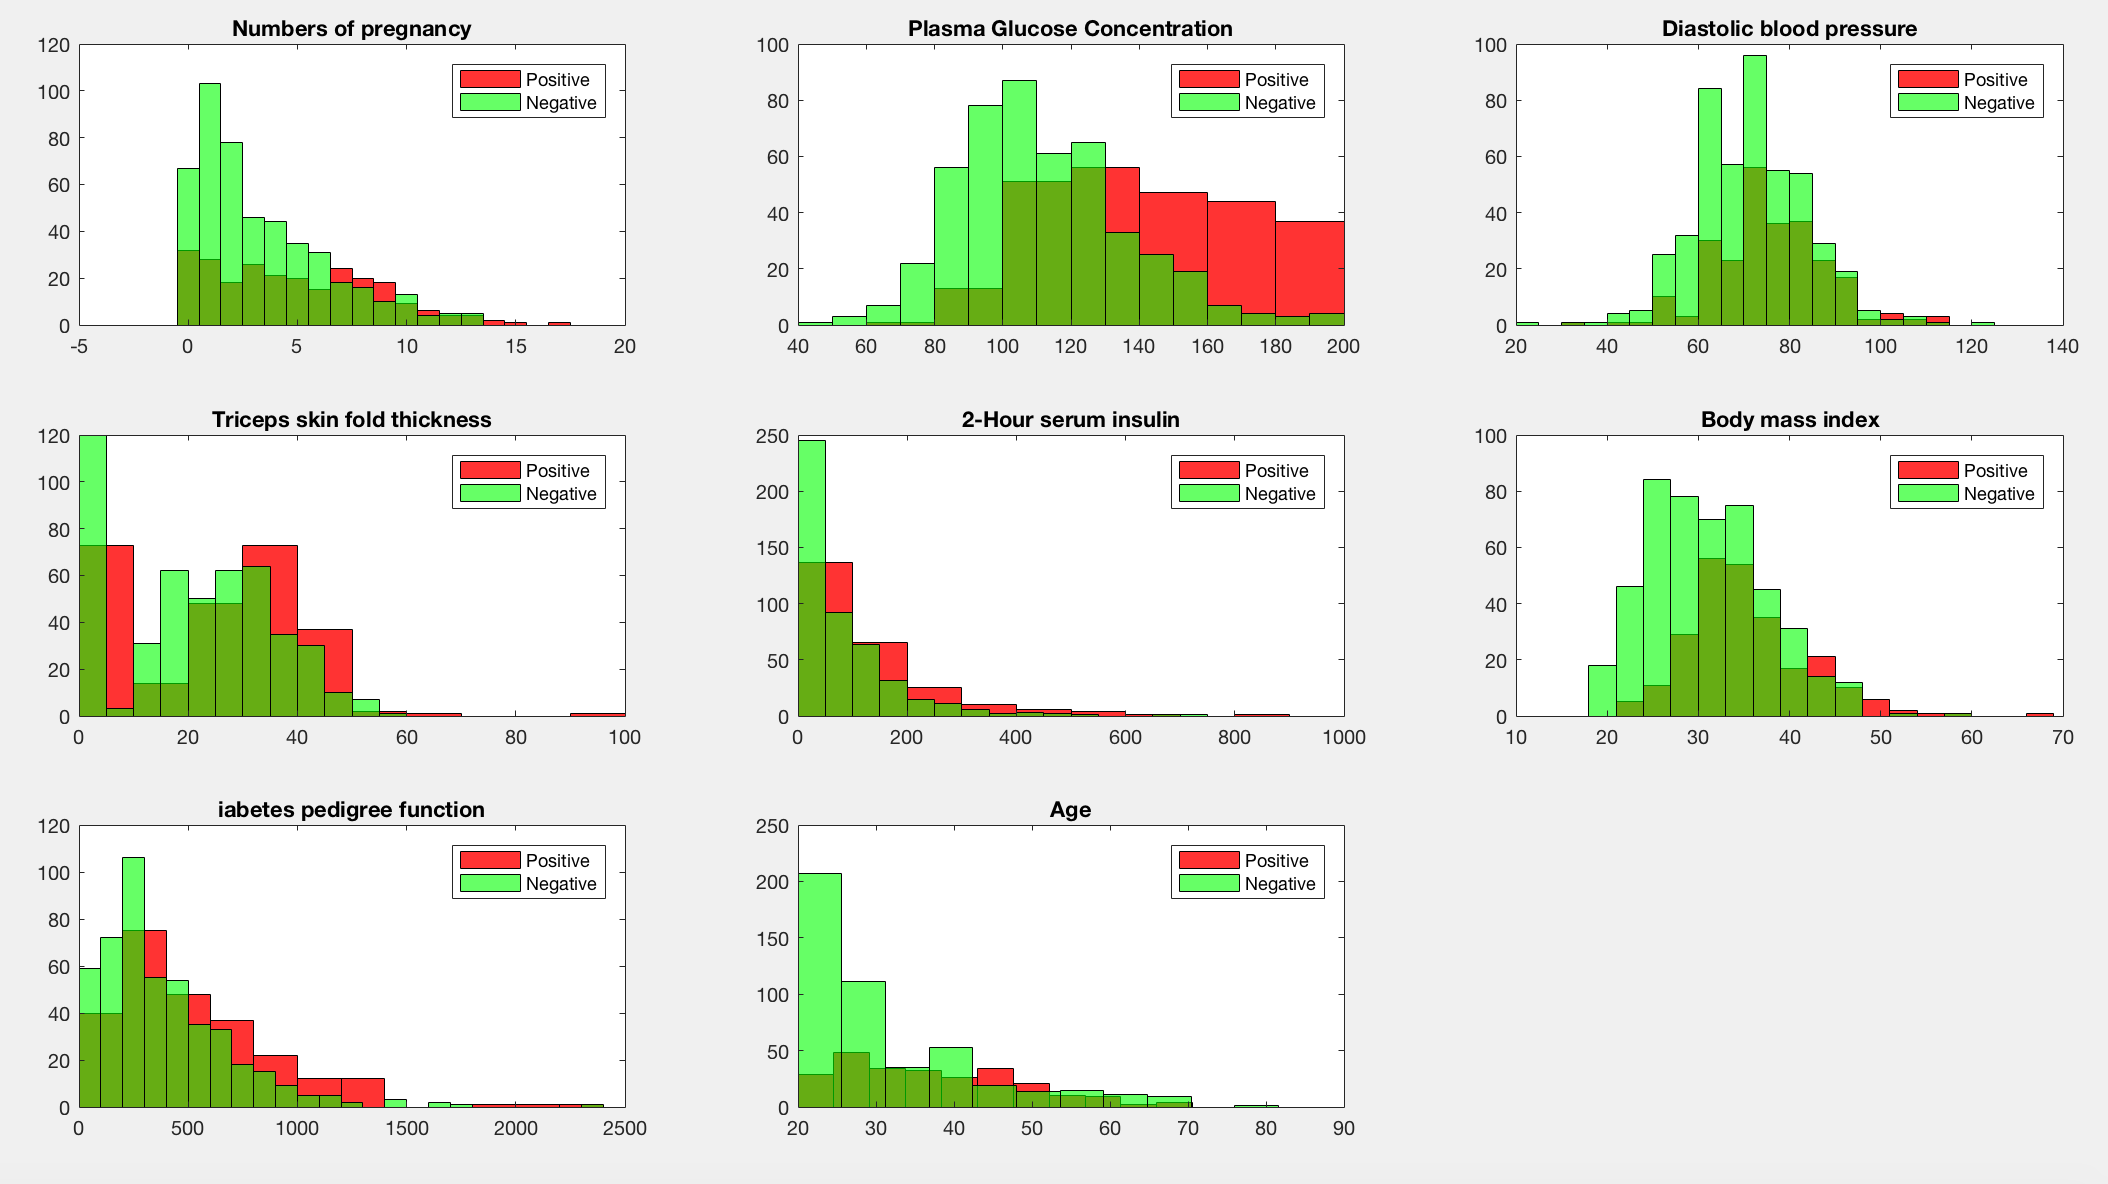 Numbers of pregnancy
120
100
80
60
40
20
0
-5 0 5 10 15 20
Positive
Negative
Plasma Glucose Concentration
100
80
60
40
20
0
40 60 80 100 120 140 160 180 200
Positive
Negative
Diastolic blood pressure
100
80
60
40
20
0
20 40 60 80 100 120 140
Positive
Negative
Triceps skin fold thickness
120
100
80
60
40
20
0
0 20 40 60 80 100
Positive
Negative
2-Hour serum insulin
250
200
150
100
50
0
0 200 400 600 800 1000
Positive
Negative
Body mass index
100
80
60
40
20
0
10 20 30 40 50 60 70
Positive
Negative
iabetes pedigree function
120
100
80
60
40
20
0
0 500 1000 1500 2000 2500
Positive
Negative
Age
250
200
150
100
50
0
20 30 40 50 60 70 80 90
Positive
Negative